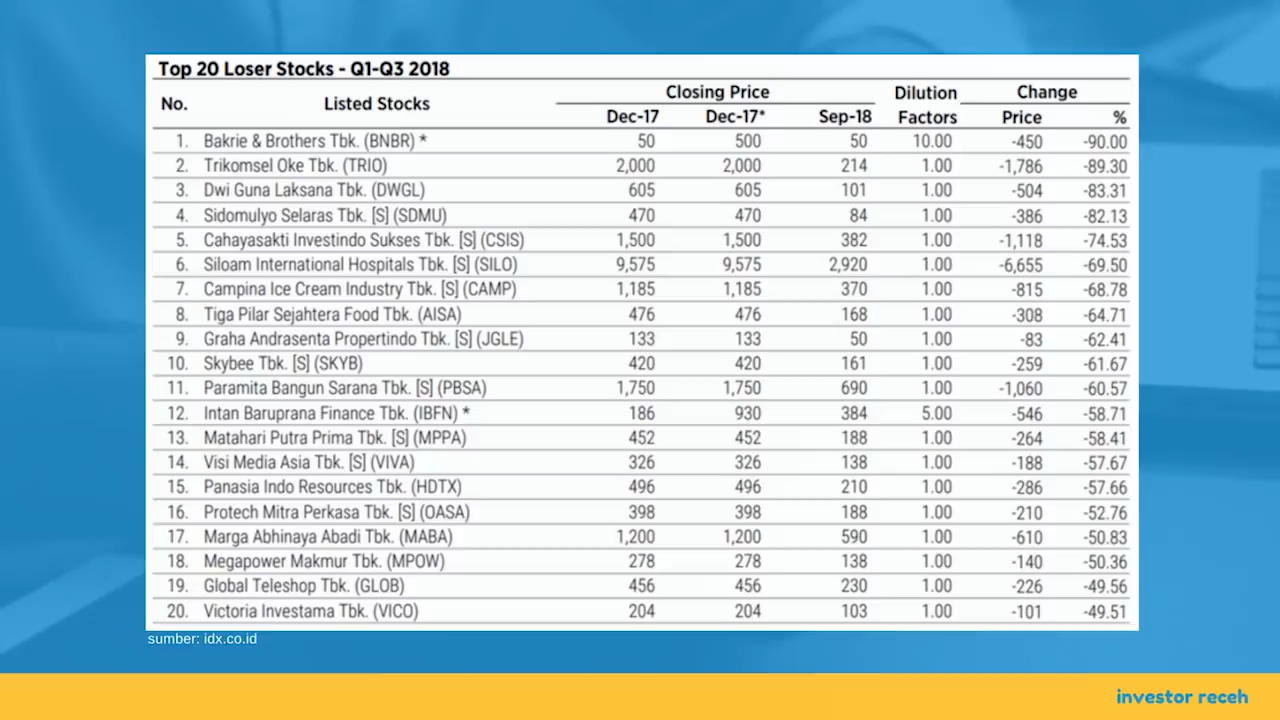 Top 20 Loser Stocks - Q1-Q3 2018
No. Listed Stocks Closing Price Dilution Factors Change
Dec-17 Dec-17* Sep-18 Price %
1. Bakrie & Brothers Tbk. (BNBR) * 50 500 50 10.00 -450 -90.00
2. Trikomsel Oke Tbk. (TRIO) 2,000 2,000 214 1.00 -1,786 -89.30
3. Dwi Guna Laksana Tbk. (DWGL) 605 605 101 1.00 -504 -83.31
4. Sidomulyo Selaras Tbk. [S] (SDMU) 470 470 84 1.00 -386 -82.13
5. Cahayasakti Investindo Sukses Tbk. [S] (CSIS) 1,500 1,500 382 1.00 -1,118 -74.53
6. Siloam International Hospitals Tbk. [S] (SILO) 9,575 9,575 2,920 1.00 -6,655 -69.50
7. Campina Ice Cream Industry Tbk. [S] (CAMP) 1,185 1,185 370 1.00 -815 -68.78
8. Tiga Pilar Sejahtera Food Tbk. (AISA) 476 476 168 1.00 -308 -64.71
9. Graha Andrasenta Propertindo Tbk. [S] (JGLE) 133 133 50 1.00 -83 -62.41
10. Skybee Tbk. [S] (SKYB) 420 420 161 1.00 -259 -61.67
11. Paramita Bangun Sarana Tbk. [S] (PBSA) 1,750 1,750 690 1.00 -1,060 -60.57
12. Intan Baruprana Finance Tbk. (IBFN) * 186 930 384 5.00 -546 -58.71
13. Matahari Putra Prima Tbk. [S] (MPPA) 452 452 188 1.00 -264 -58.41
14. Visi Media Asia Tbk. [S] (VIVA) 326 326 138 1.00 -188 -57.67
15. Panasia Indo Resources Tbk. (HDTX) 496 496 210 1.00 -286 -57.66
16. Protech Mitra Perkasa Tbk. [S] (OASA) 398 398 188 1.00 -210 -52.76
17. Marga Abhinaya Abadi Tbk. (MABA) 1,200 1,200 590 1.00 -610 -50.83
18. Megapower Makmur Tbk. (MPOW) 278 278 138 1.00 -140 -50.36
19. Global Teleshop Tbk. (GLOB) 456 456 230 1.00 -226 -49.56
20. Victoria Investama Tbk. (VICO) 204 204 103 1.00 -101 -49.51
sumber: idx.co.id
investor receh